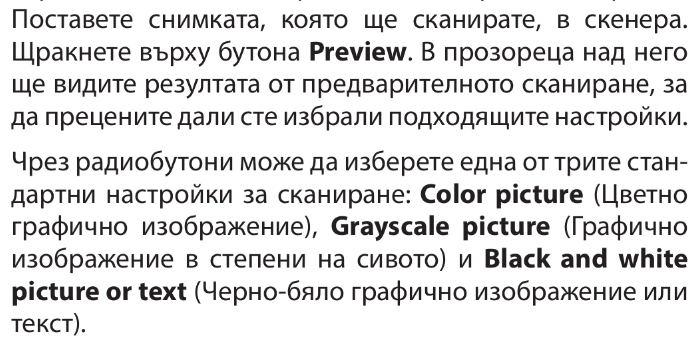 Поставете снимката, която ще сканирате, в скенера.
Щракнете върху бутона Preview. В прозореца над него
ще видите резултата от предварителното сканиране, за
да прецените дали сте избрали подходящите настройки.
Чрез радиобутони може да изберете една от трите стан-
дартни настройки за сканиране: Color picture (Цветно
графично изображение), Grayscale picture (Графично
изображение в степени на сивото) и Black and white
picture or text (Черно-бяло графично изображение или
текст).